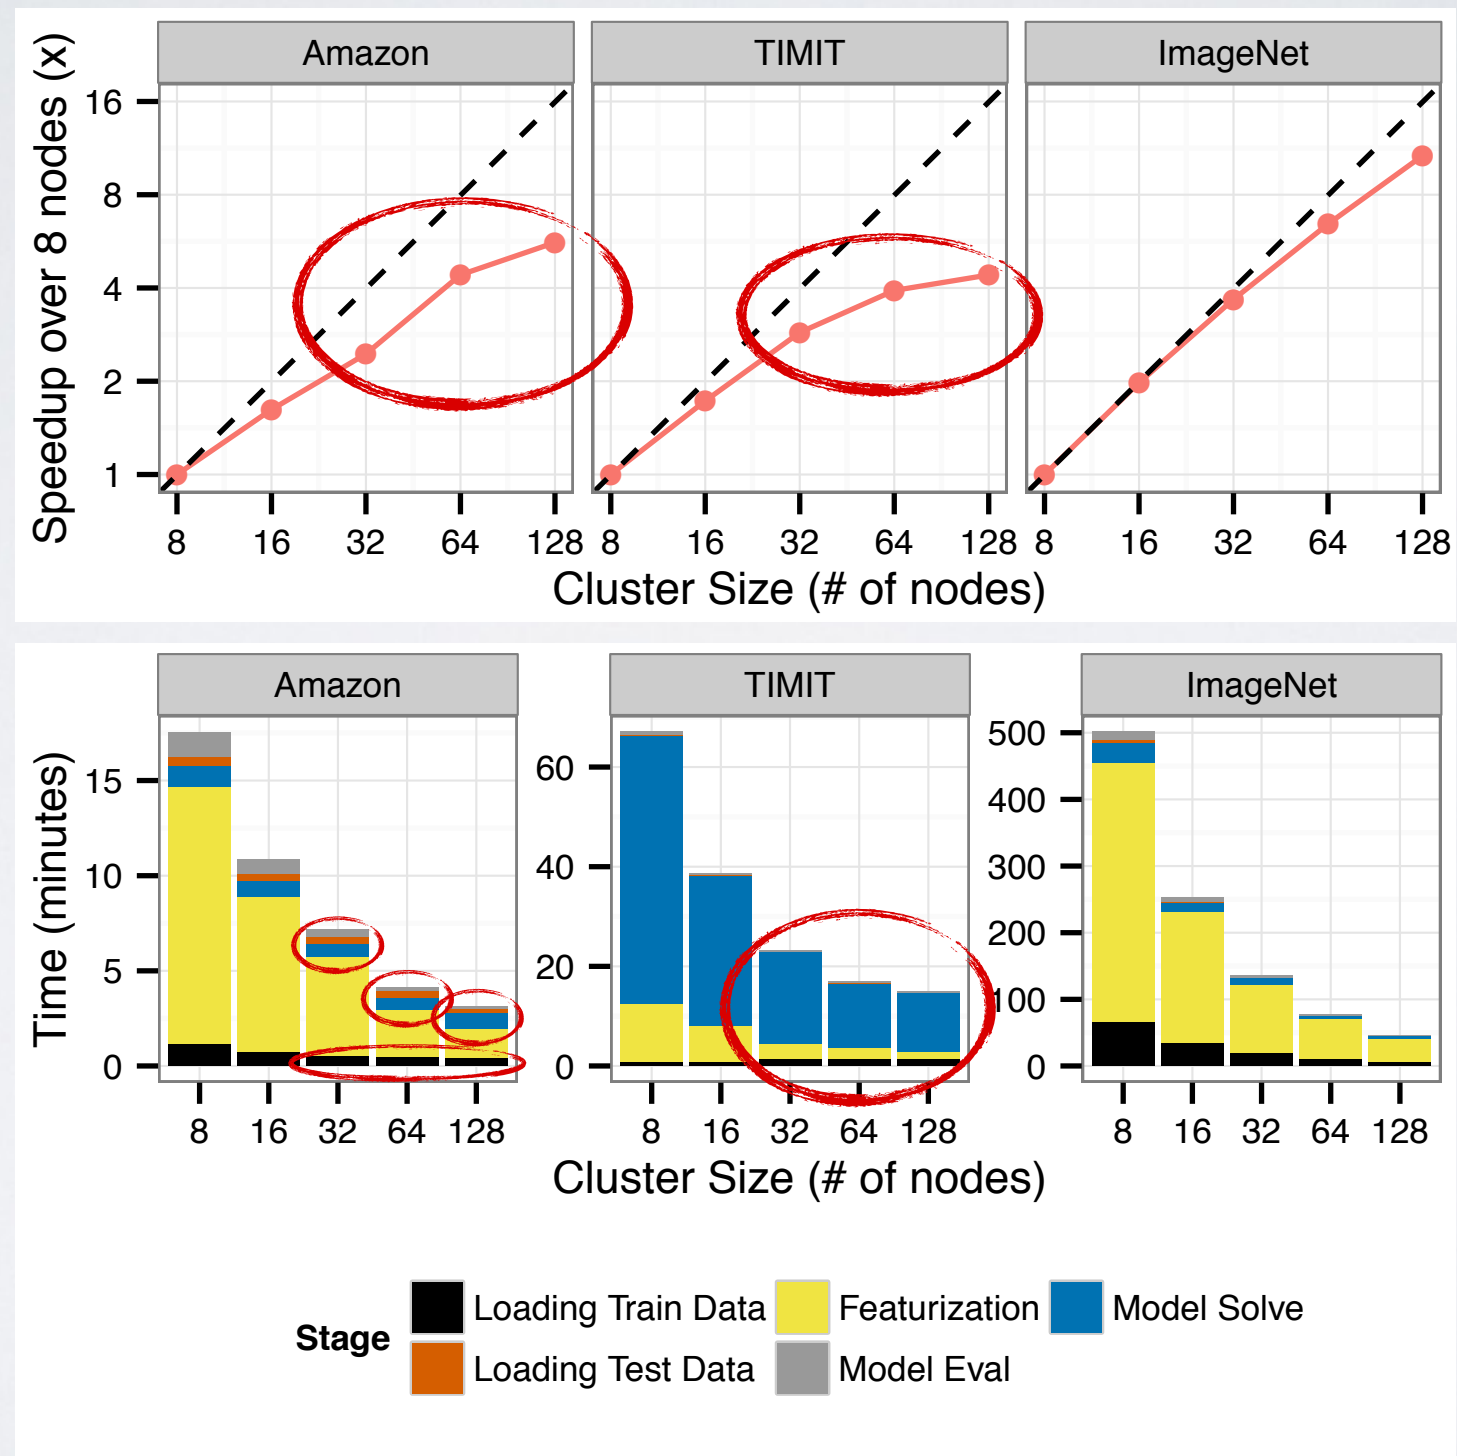 Amazon TIMIT ImageNet
Speedup over 8 nodes (x)
16
8
4
2
1
8 16 32 64 128 8 16 32 64 128 8 16 32 64 128
Cluster Size (# of nodes)
Amazon TIMIT ImageNet
Time (minutes)
15
10
5
0
60
40
20
0
500
400
300
200
100
0
8 16 32 64 128 8 16 32 64 128 8 16 32 64 128
Cluster Size (# of nodes)
Stage
Loading Train Data Featurization Model Solve
Loading Test Data Model Eval